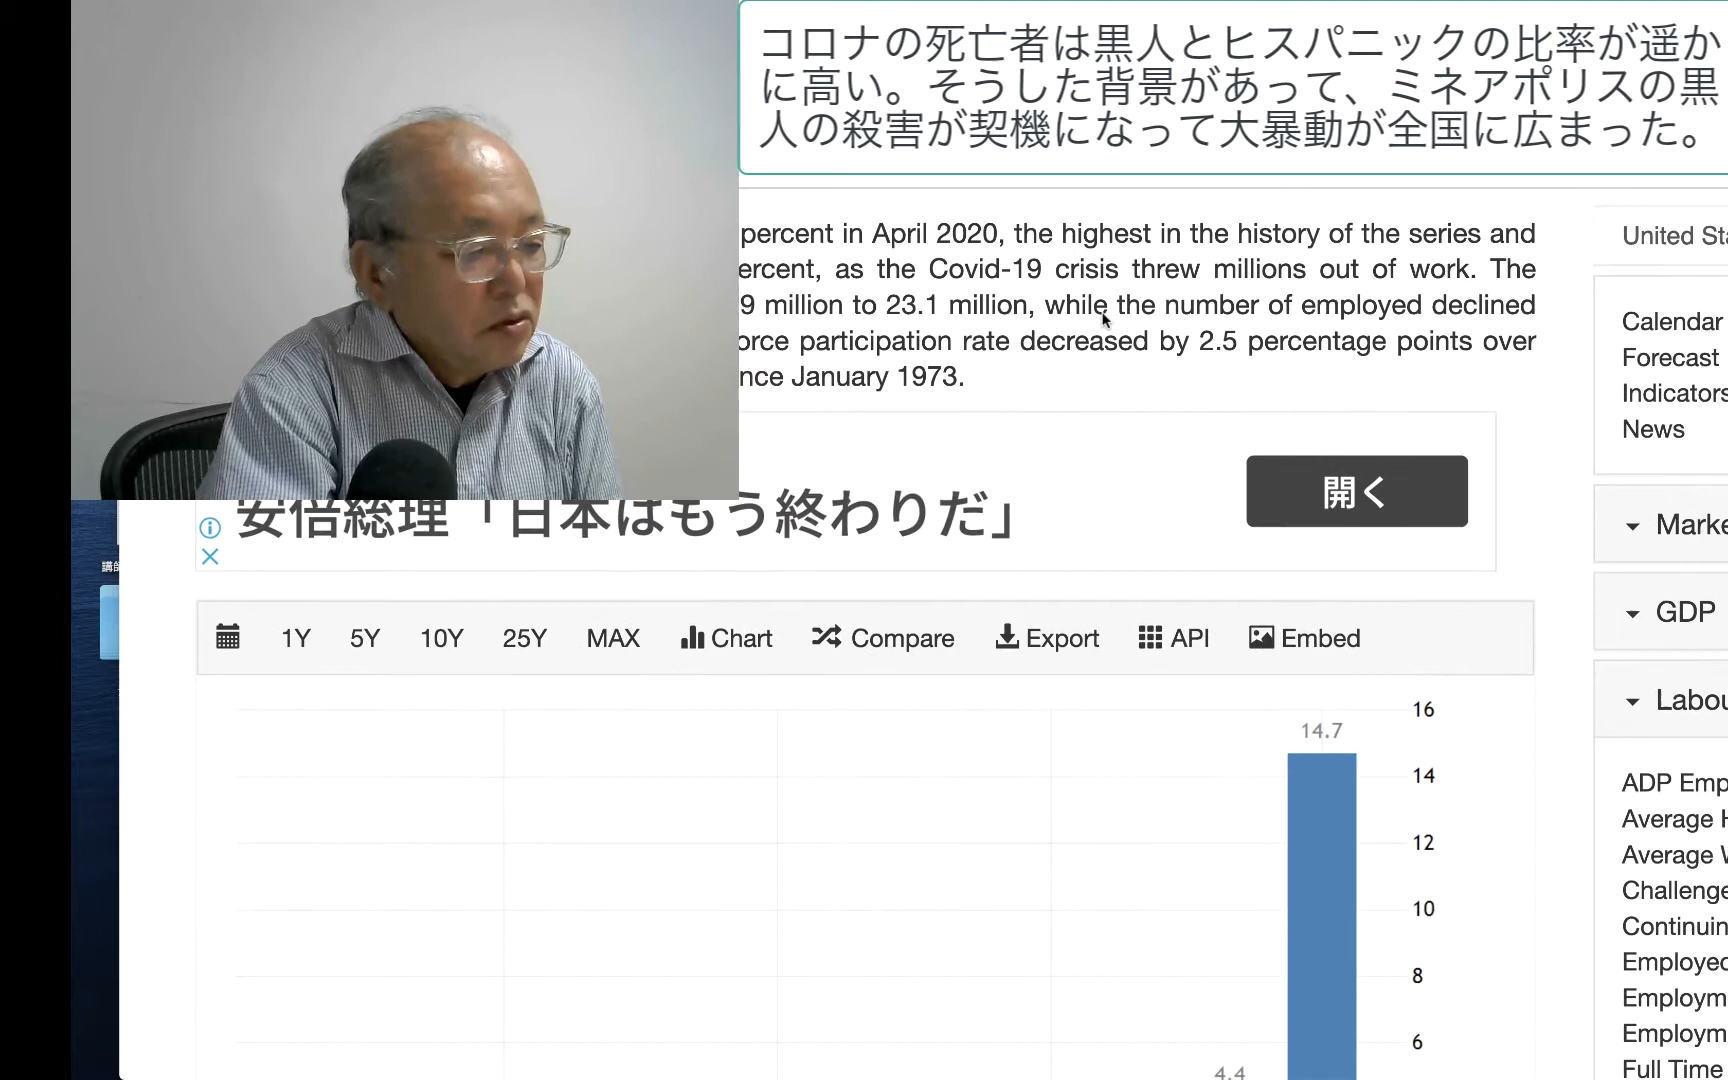 コロナの死亡者は黒人とヒスパニックの比率が遥か
に高い。そうした背景があって、ミネアポリスの黒
人の殺害が契機になって大暴動が全国に広まった。
percent in April 2020, the highest in the history of the series and
ercent, as the Covid-19 crisis threw millions out of work. The
9 million to 23.1 million, while the number of employed declined
orce participation rate decreased by 2.5 percentage points over
nce January 1973.
安倍総理「日本はもう終わりだ」
開く
1Y 5Y 10Y 25Y MAX Chart Compare Export API Embed
16
14.7
14
12
10
8
6
4.4
United Sta
Calendar
Forecast
Indicators
News
Marke
GDP
Labou
ADP Emp
Average H
Average W
Challenge
Continuin
Employed
Employm
Employm
Full Time